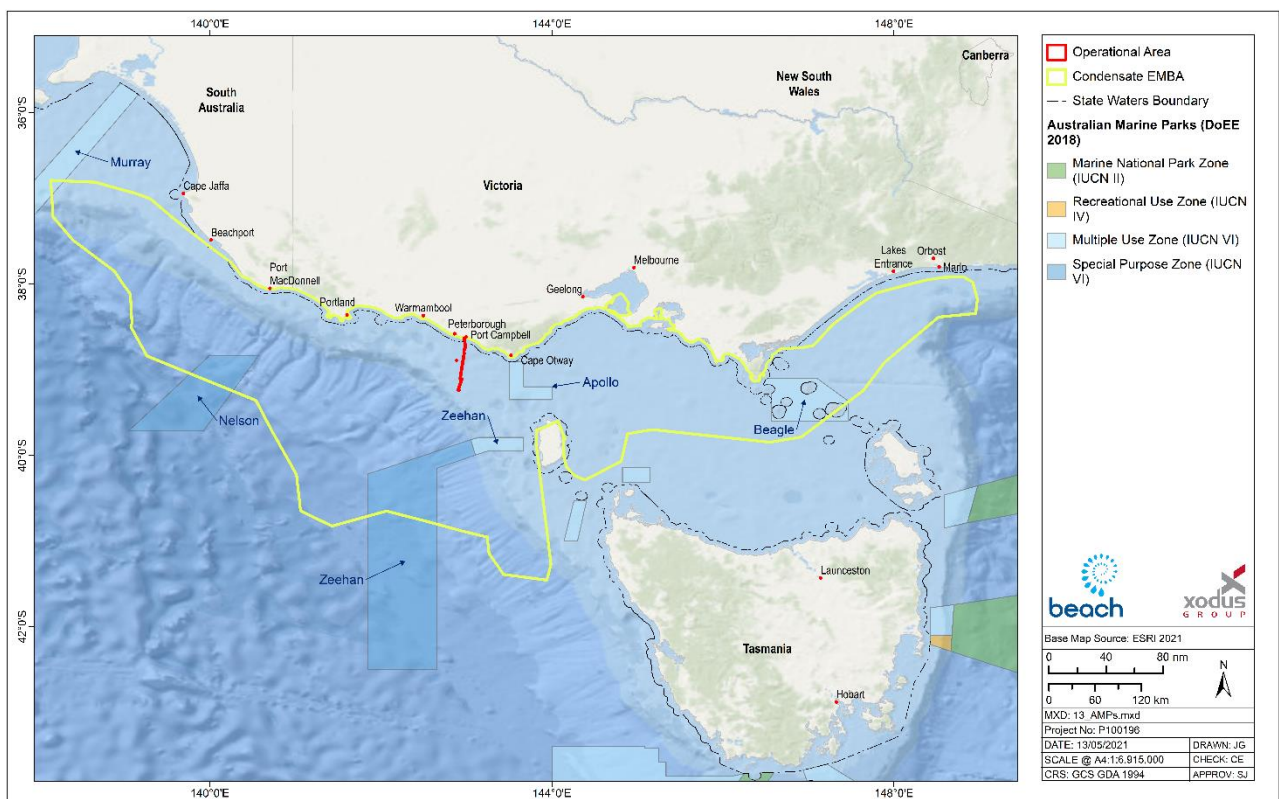 140°0'E
144°0'E
148°0'E
36°0'S
38°0'S
40°0'S
42°0'S
140°0'E
144°0'E
148°0'E
Canberra
New South
Wales
South
Australia
Murray
Victoria
Cape Jaffa
Beachport
Port
MacDonnell
Portland
Warrnambool
Peterborough
Port Campbell
Cape Otway
Geelong
Melbourne
Lakes
Entrance
Orbost
Marlo
Apollo
Zeehan
Nelson
Beagle
Zeehan
Launceston
Tasmania
Hobart
Operational Area
Condensate EMBA
State Waters Boundary
Australian Marine Parks (DoEE
2018)
Marine National Park Zone
(IUCN II)
Recreational Use Zone (IUCN
IV)
Multiple Use Zone (IUCN VI)
Special Purpose Zone (IUCN
VI)
beach
xodus
GROUP
Base Map Source: ESRI 2021
0 40 80 nm
0 60 120 km
N
MXD: 13_AMPs.mxd
Project No: P100196
DATE: 13/05/2021 DRAWN: JG
SCALE @ A4:1:6,915,000 CHECK: CE
CRS: GCS GDA 1994 APPROV: SJ